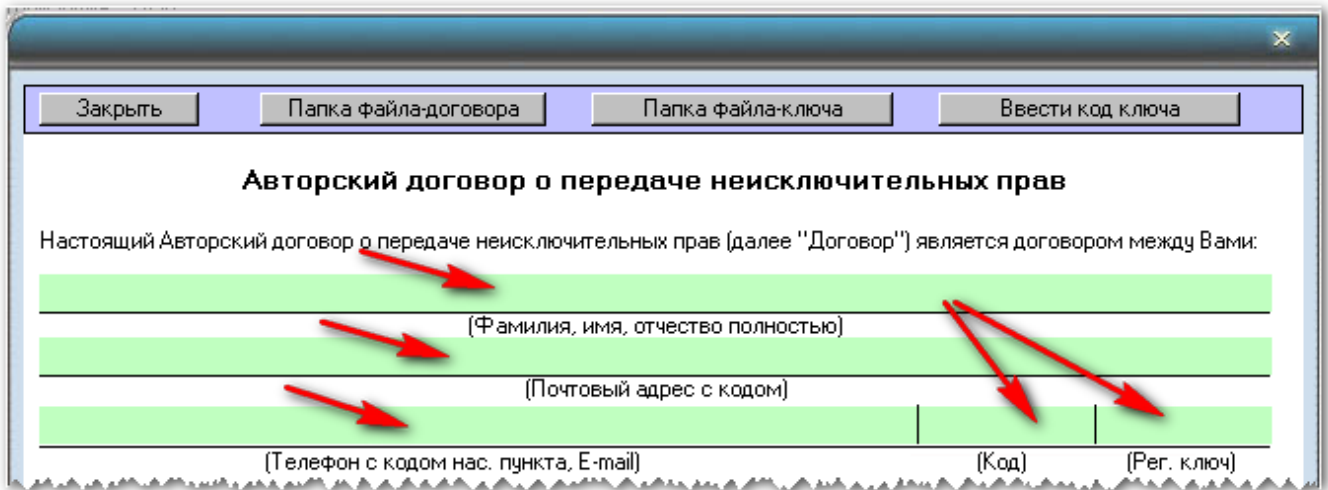 Закрыть Папка файла-договора Папка файла-ключа Ввести код ключа
Авторский договор о передаче неисключительных прав
Настоящий Авторский договор о передаче неисключительных прав (далее "Договор") является договором между Вами:
(Фамилия, имя, отчество полностью)
(Почтовый адрес с кодом)
(Телефон с кодом нас. пункта, E-mail) (Код) (Рег. ключ)